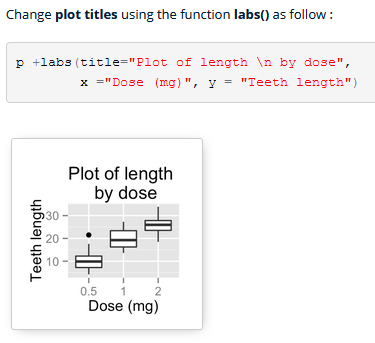 Change plot titles using the function labs() as follow :
p +labs(title="Plot of length \n by dose",
x ="Dose (mg)", y = "Teeth length")
Plot of length
by dose
Teeth length
30
20
10
0.5 1 2
Dose (mg)